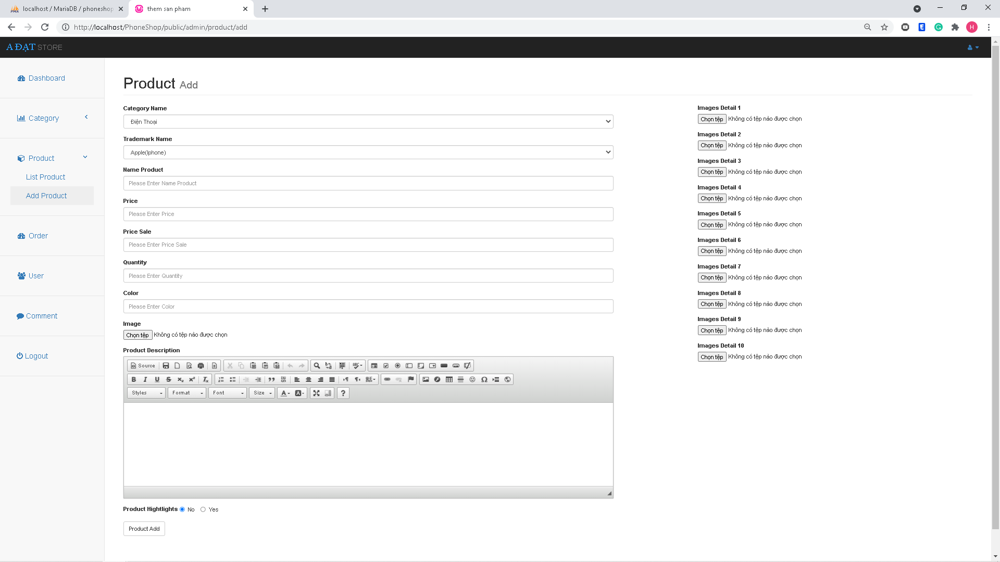 localhost / MariaDB / phoneshop
them san pham
http://localhost/PhoneShop/public/admin/product/add
H
A ĐẠT STORE
Dashboard
Category
Product
List Product
Add Product
Order
User
Comment
Logout
Product Add
Category Name
Điện Thoại
Trademark Name
Apple(Iphone)
Name Product
Please Enter Name Product
Price
Please Enter Price
Price Sale
Please Enter Price Sale
Quantity
Please Enter Quantity
Color
Please Enter Color
Image
Chọn tệp Không có tệp nào được chọn
Product Description
Source
Styles Format Font Size
Product Hightlights No Yes
Product Add
Images Detail 1
Chọn tệp Không có tệp nào được chọn
Images Detail 2
Chọn tệp Không có tệp nào được chọn
Images Detail 3
Chọn tệp Không có tệp nào được chọn
Images Detail 4
Chọn tệp Không có tệp nào được chọn
Images Detail 5
Chọn tệp Không có tệp nào được chọn
Images Detail 6
Chọn tệp Không có tệp nào được chọn
Images Detail 7
Chọn tệp Không có tệp nào được chọn
Images Detail 8
Chọn tệp Không có tệp nào được chọn
Images Detail 9
Chọn tệp Không có tệp nào được chọn
Images Detail 10
Chọn tệp Không có tệp nào được chọn